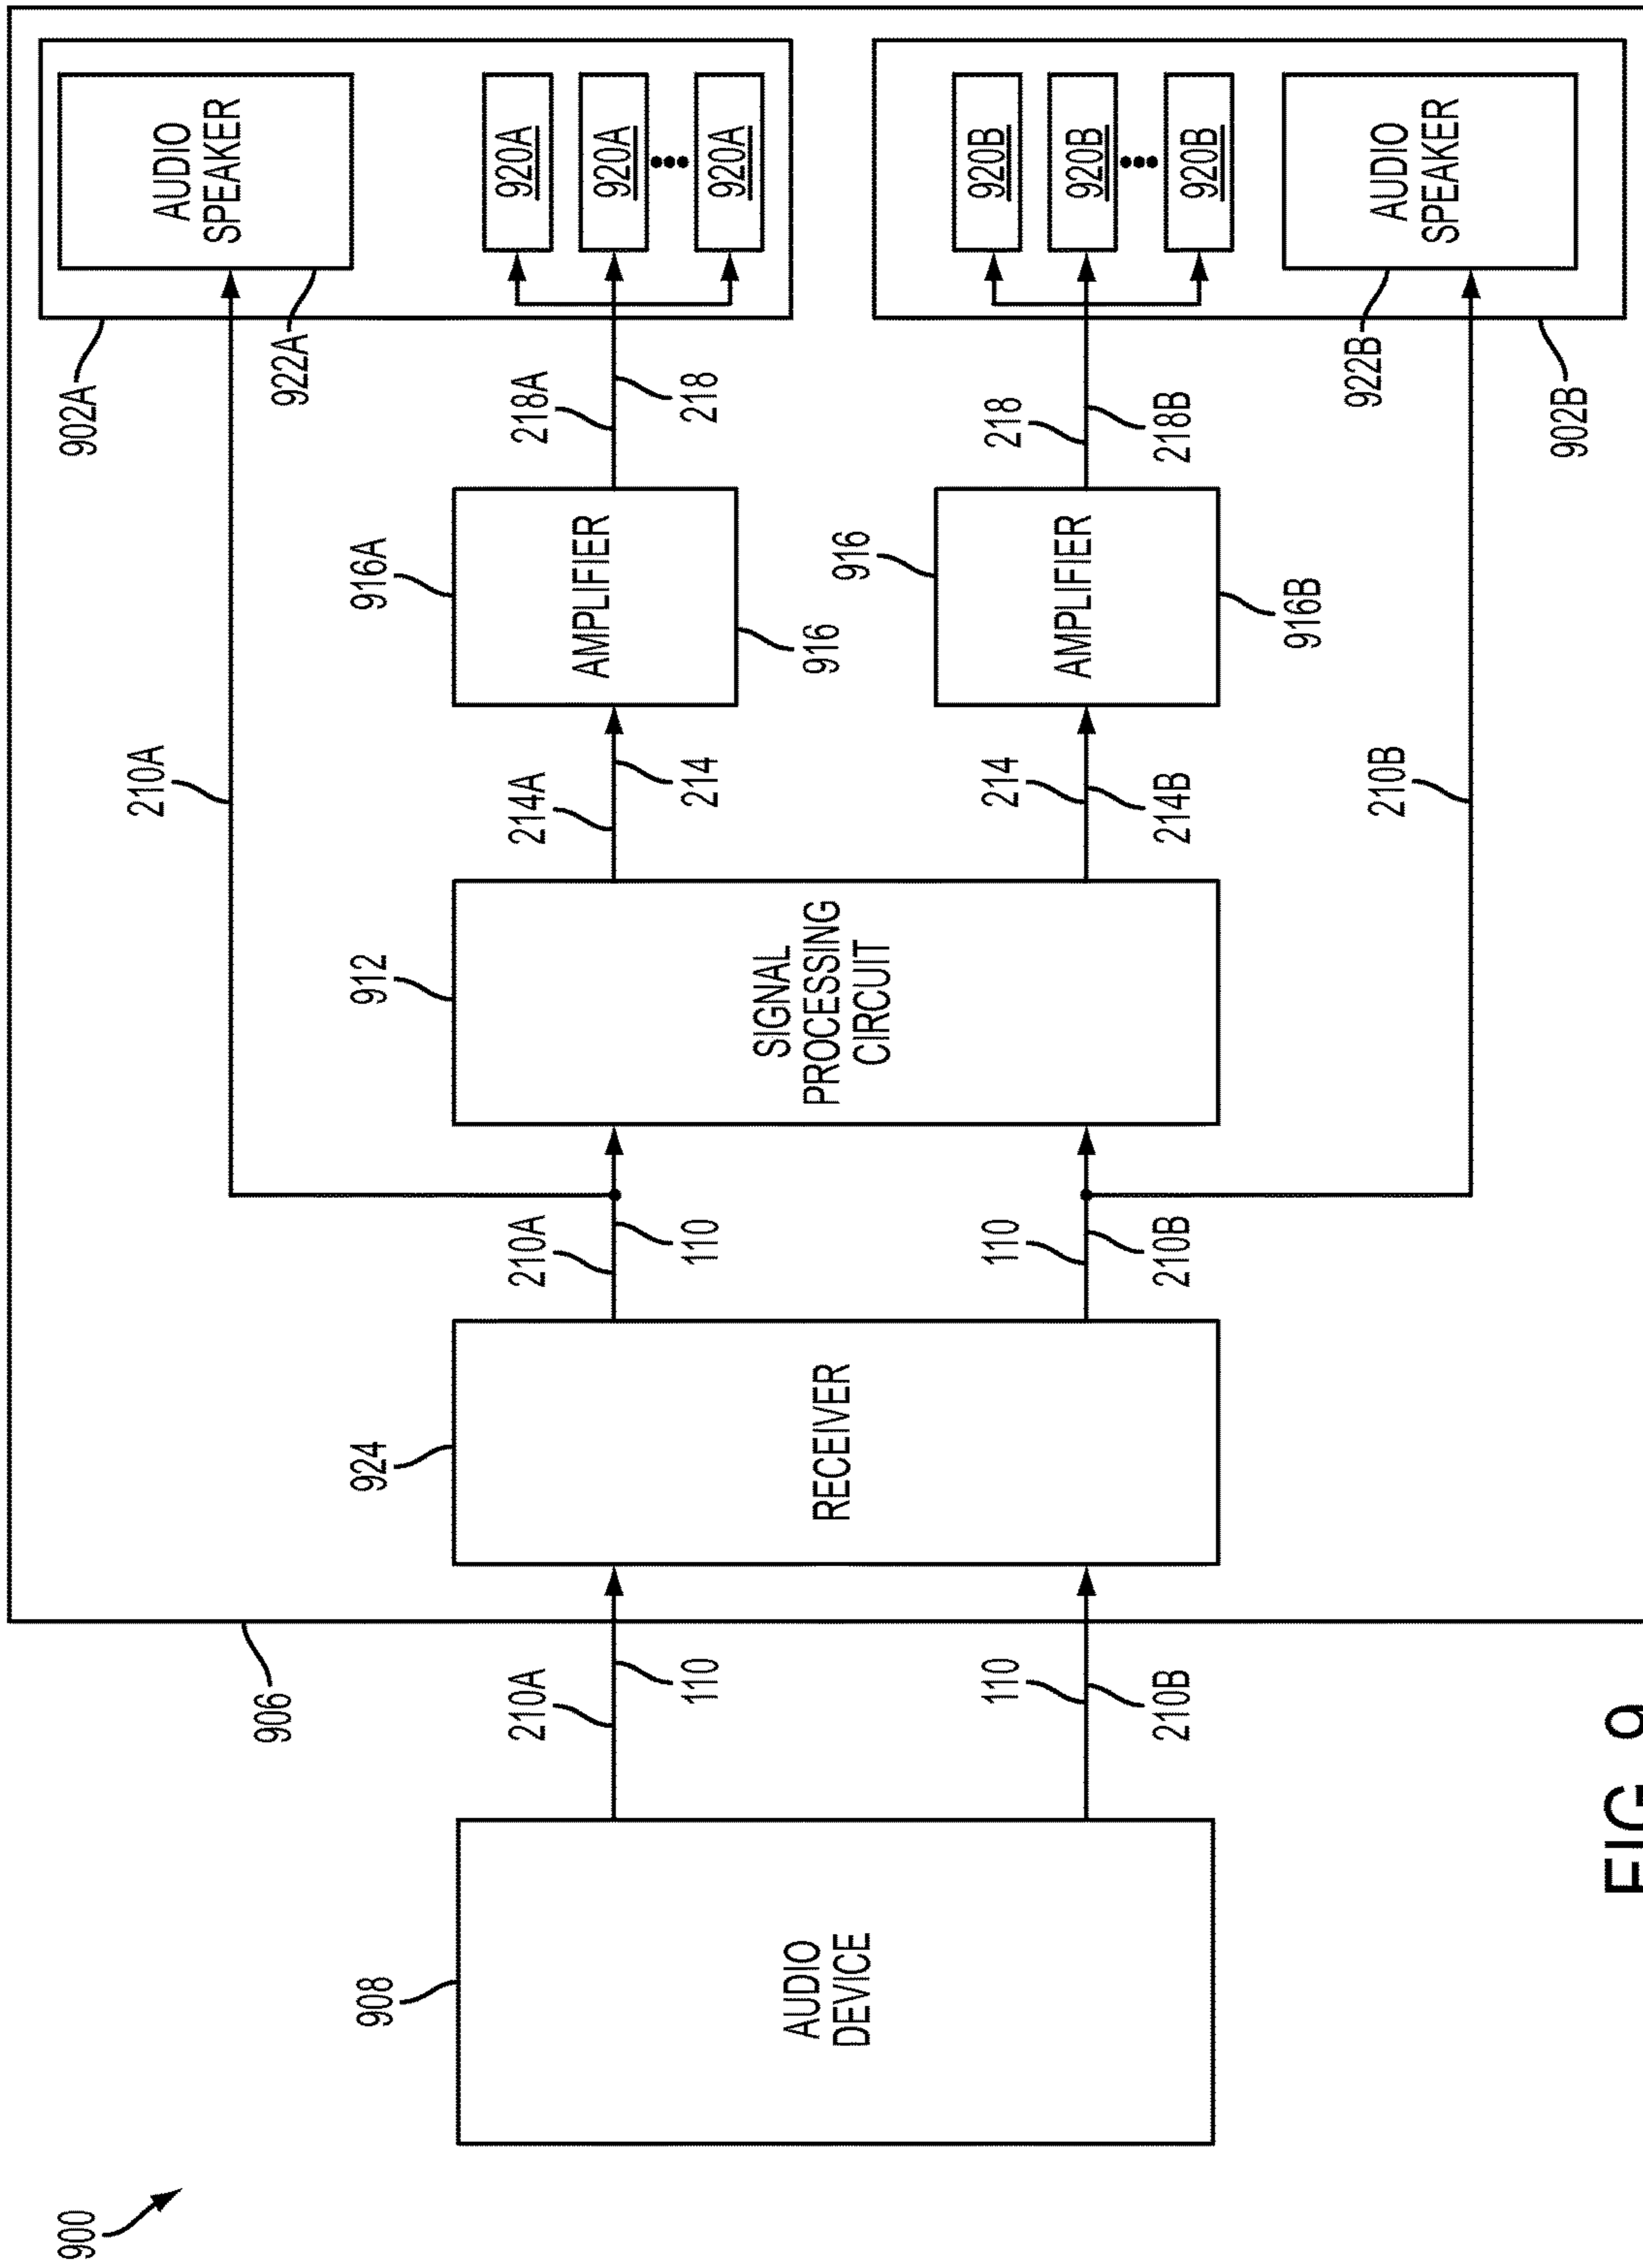 900
908
AUDIO
DEVICE
210A
110
110
210B
906
924
RECEIVER
210A
110
110
210B
912
SIGNAL
PROCESSING
CIRCUIT
210A
214A
214
214
214B
210B
916A
AMPLIFIER
916
916
AMPLIFIER
916B
218A
218
218
218B
902A
922A
AUDIO
SPEAKER
920A
920A
920A
920B
920B
920B
AUDIO
SPEAKER
922B
902B
FIG. 9